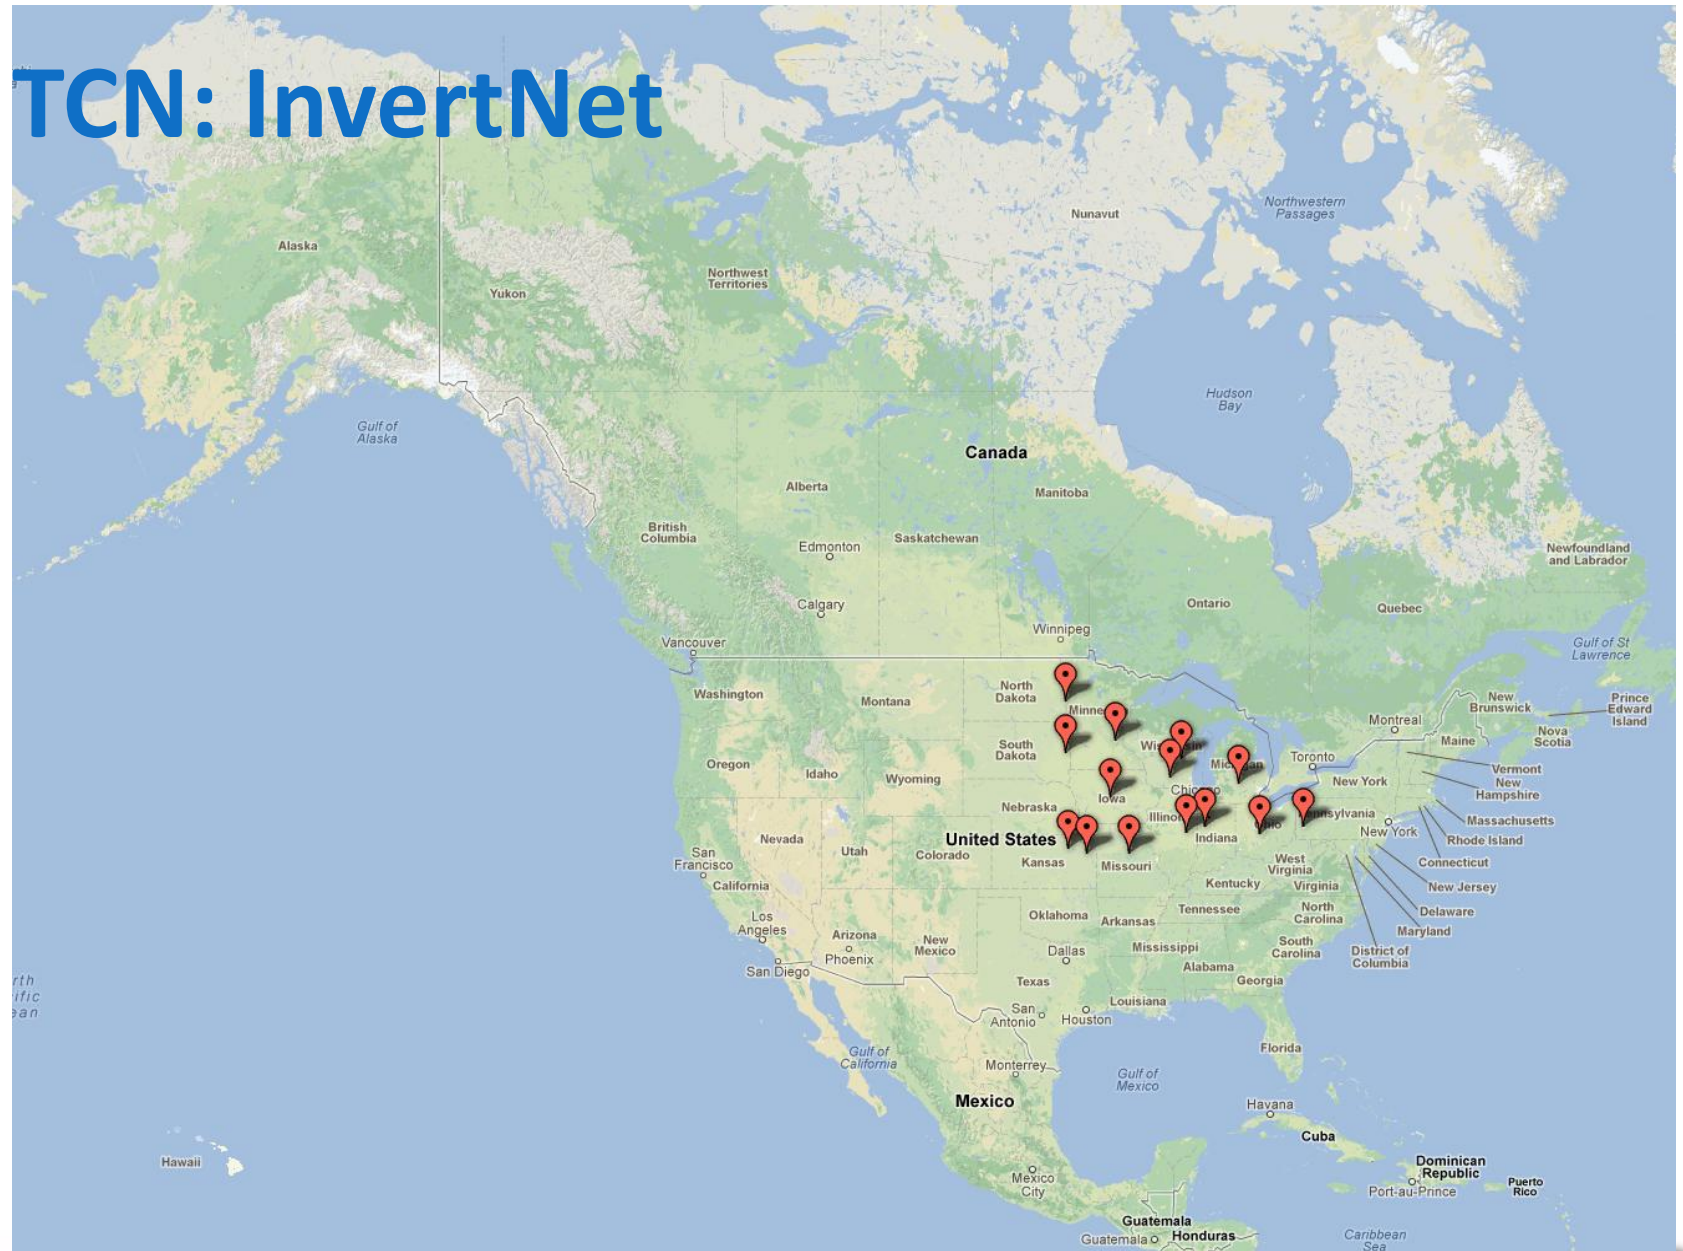 TCN: InvertNet
Nunavut
Northwestern
Passages
Alaska
Northwest
Territories
Yukon
Hudson
Bay
Gulf of
Alaska
Canada
Alberta
Manitoba
British
Columbia
Saskatchewan
Edmonton
Newfoundland
and Labrador
Calgary
Ontario
Quebec
Winnipeg
Vancouver
Gulf of St
Lawrence
Washington
North
Dakota
Montana
New
Brunswick
Prince
Edward
Island
Montreal
Nova
Scotia
Maine
South
Dakota
Toronto
Oregon
Idaho
Wyoming
Vermont
New York
New
Hampshire
Iowa
Nebraska
Massachusetts
New York
United States
Nevada
Indiana
Rhode Island
Utah
Colorado
Kansas
Missouri
West
Virginia
Connecticut
San
Francisco
California
Kentucky
Virginia
New Jersey
Oklahoma
Arkansas
Tennessee
North
Carolina
Delaware
Los
Angeles
Arizona
Phoenix
New
Mexico
Dallas
Mississippi
South
Carolina
Maryland
District of
Columbia
San Diego
Alabama
Georgia
Texas
Louisiana
San
Antonio
Houston
rth
ific
ean
Florida
Gulf of
California
Monterrey
Gulf of
Mexico
Mexico
Havana
Cuba
Hawaii
Dominican
Republic
Port-au-Prince
Puerto
Rico
Mexico
City
Guatemala
Guatemala
Honduras
Caribbean
Sea